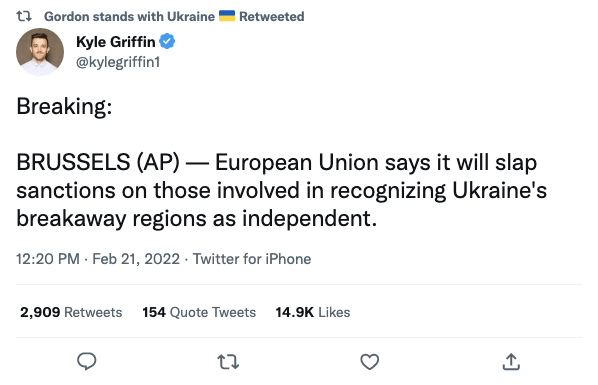 Gordon stands with Ukraine 🇺🇦 Retweeted
Kyle Griffin
@kylegriffin1
Breaking:
BRUSSELS (AP) — European Union says it will slap
sanctions on those involved in recognizing Ukraine's
breakaway regions as independent.
12:20 PM · Feb 21, 2022 · Twitter for iPhone
2,909 Retweets 154 Quote Tweets 14.9K Likes